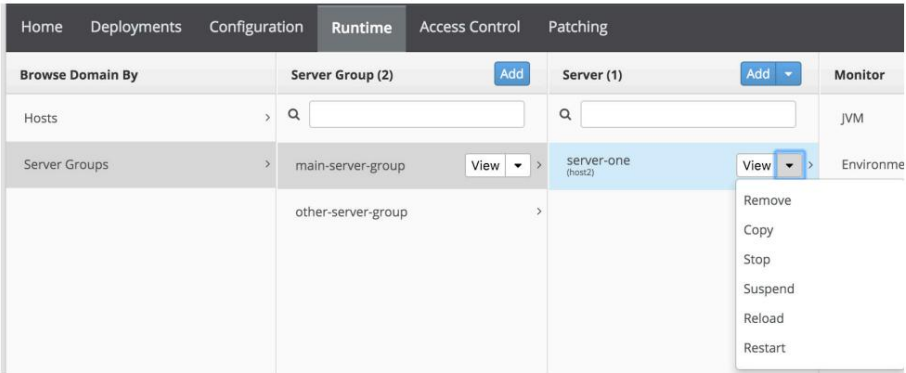 Home Deployments Configuration Runtime Access Control Patching
Browse Domain By Server Group (2) Add Server (1) Add Monitor
Hosts JVM
Server Groups main-server-group View server-one View Environme
(host2)
other-server-group
Remove
Copy
Stop
Suspend
Reload
Restart